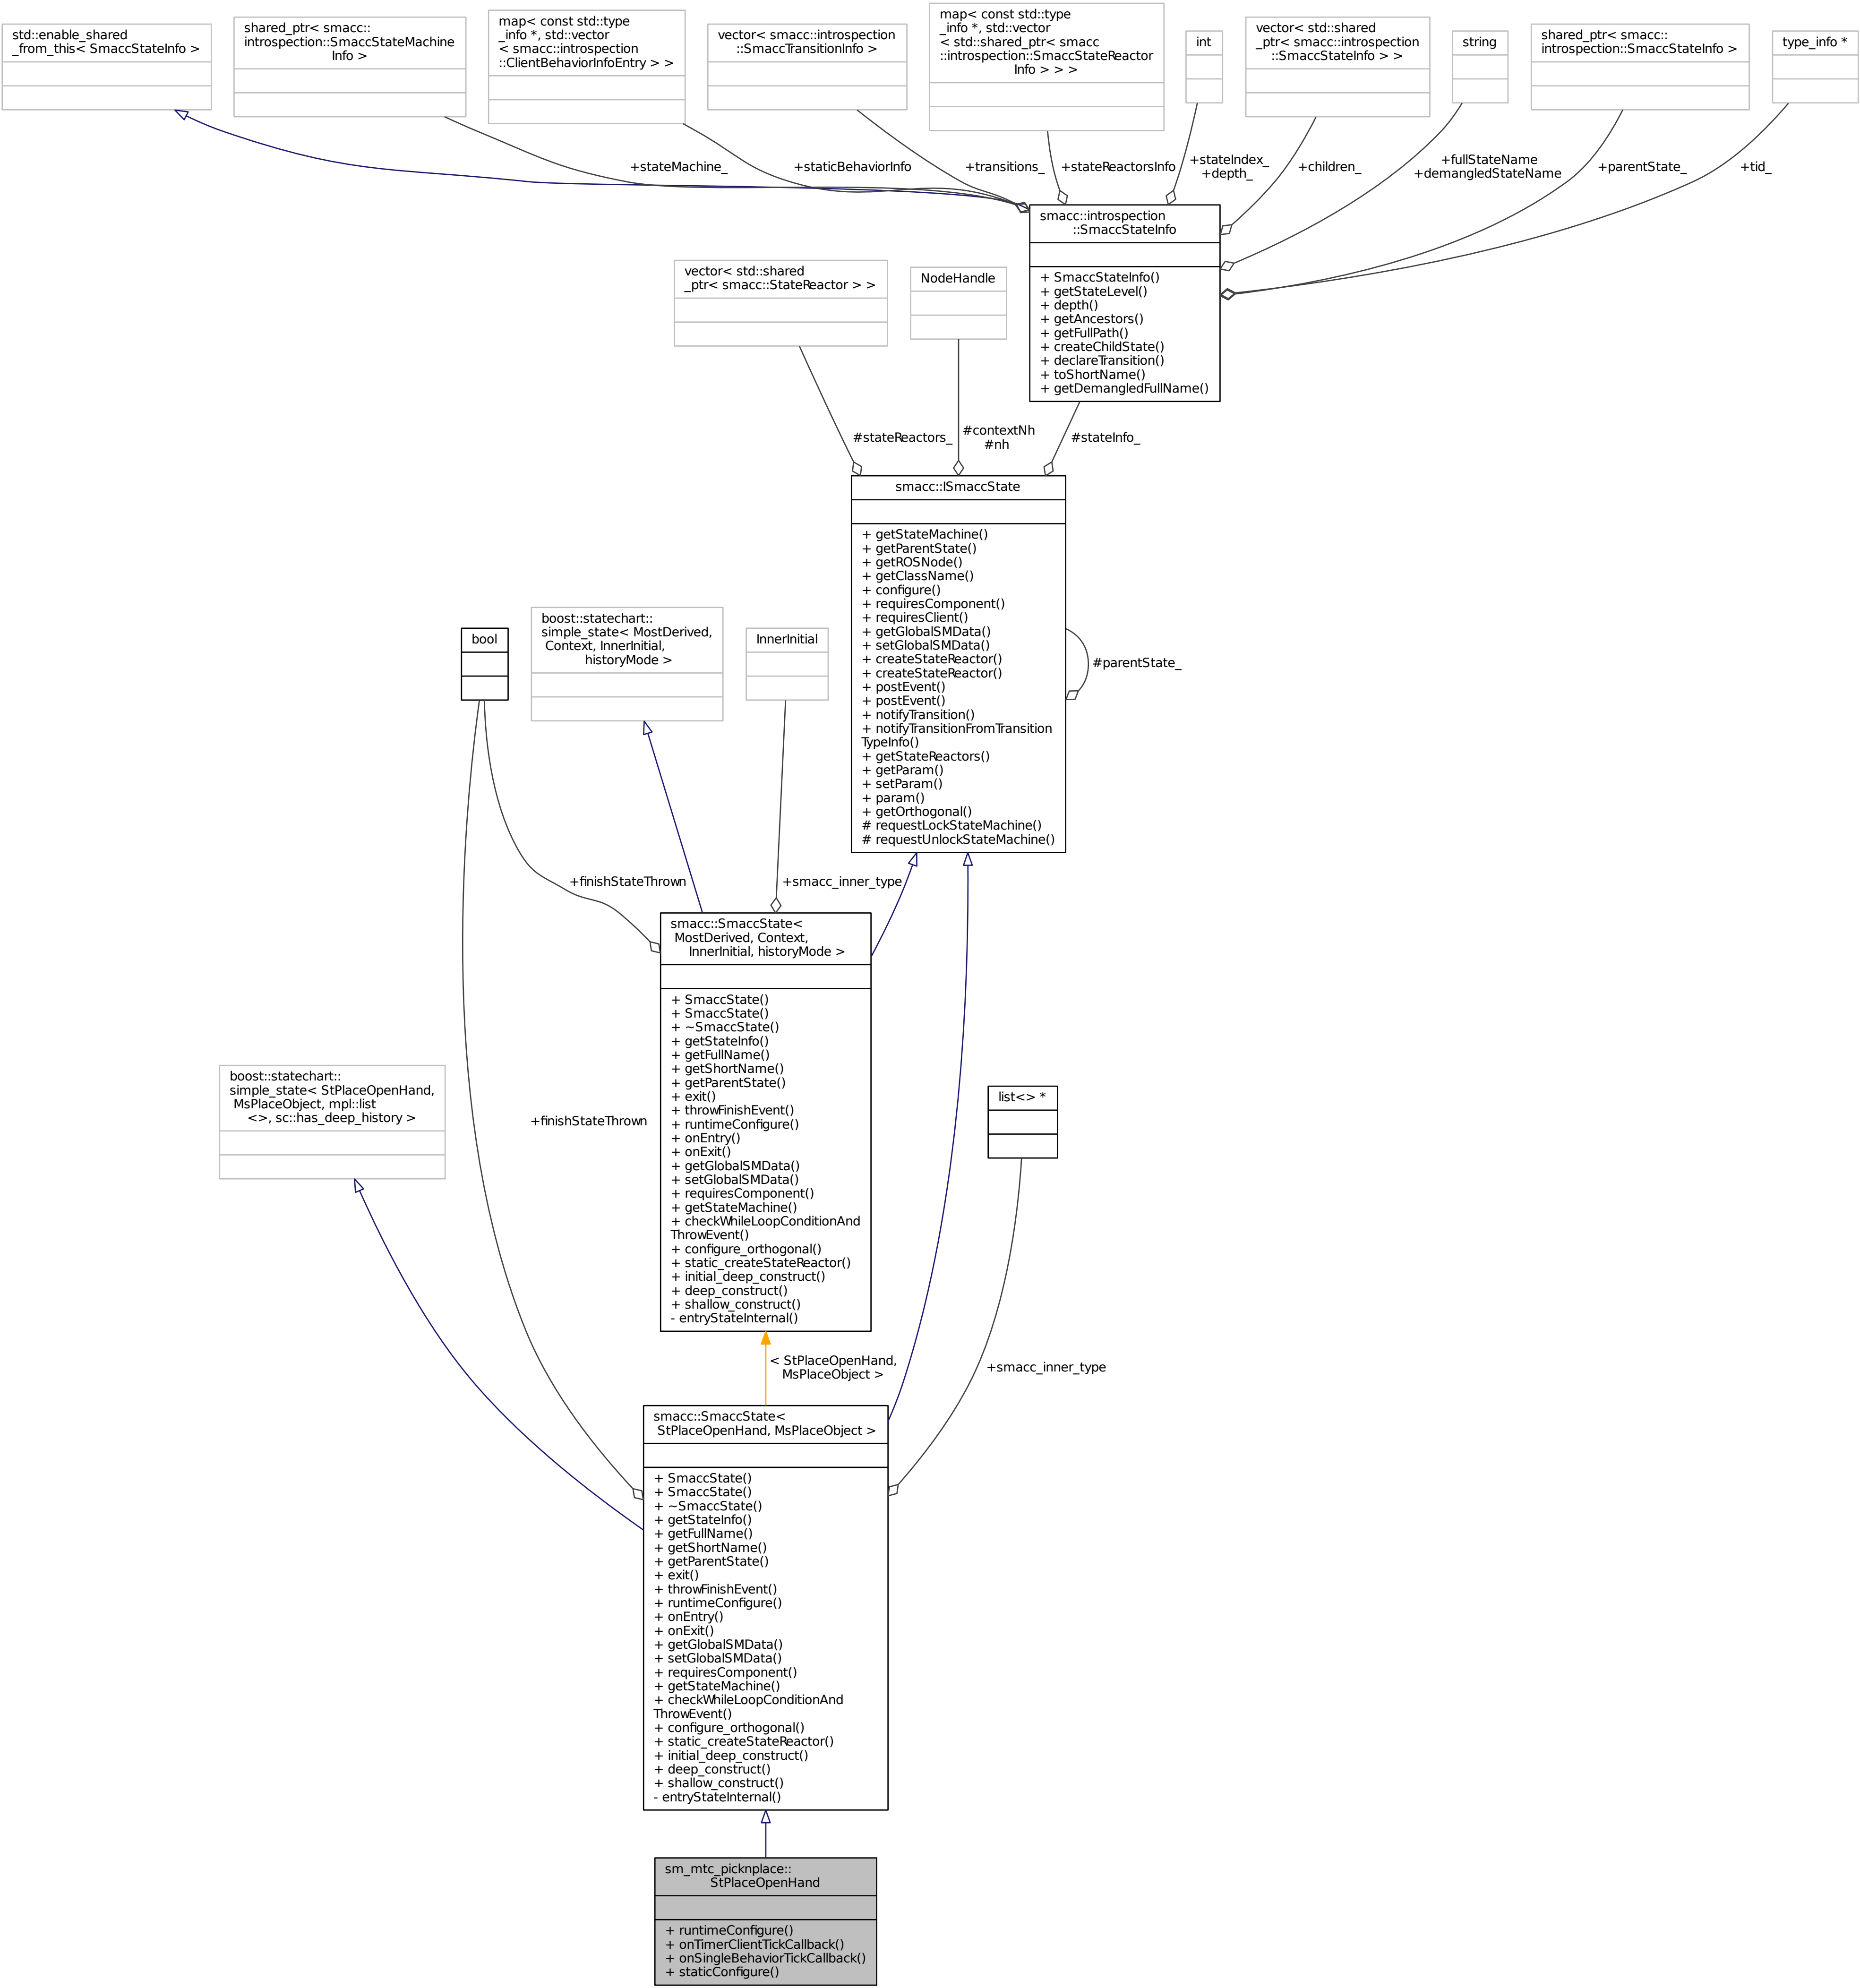 std::enable_shared
_from_this< SmaccStateInfo >
shared_ptr< smacc::
introspection::SmaccStateMachine
Info >
map< const std::type
_info *, std::vector
< smacc::introspection
::ClientBehaviorInfoEntry > >
vector< smacc::introspection
::SmaccTransitionInfo >
map< const std::type
_info *, std::vector
< std::shared_ptr< smacc
::introspection::SmaccStateReactor
Info > > >
int
vector< std::shared
_ptr< smacc::introspection
::SmaccStateInfo > >
string
shared_ptr< smacc::
introspection::SmaccStateInfo >
type_info *
+stateMachine_
+staticBehaviorInfo
+transitions_
+stateReactorsInfo
+stateIndex_
+depth_
+children_
+fullStateName
+demangledStateName
+parentState_
+tid_
smacc::introspection
::SmaccStateInfo
+ SmaccStateInfo()
+ getStateLevel()
+ depth()
+ getAncestors()
+ getFullPath()
+ createChildState()
+ declareTransition()
+ toShortName()
+ getDemangledFullName()
vector< std::shared
_ptr< smacc::StateReactor > >
NodeHandle
#stateReactors_
#contextNh
#nh
#stateInfo_
smacc::ISmaccState
+ getStateMachine()
+ getParentState()
+ getROSNode()
+ getClassName()
+ configure()
+ requiresComponent()
+ requiresClient()
+ getGlobalSMData()
+ setGlobalSMData()
+ createStateReactor()
+ createStateReactor()
+ postEvent()
+ postEvent()
+ notifyTransition()
+ notifyTransitionFromTransition
TypeInfo()
+ getStateReactors()
+ getParam()
+ setParam()
+ param()
+ getOrthogonal()
# requestLockStateMachine()
# requestUnlockStateMachine()
#parentState_
bool
boost::statechart::
simple_state< MostDerived,
Context, InnerInitial,
historyMode >
InnerInitial
+finishStateThrown
+smacc_inner_type
smacc::SmaccState<
MostDerived, Context,
InnerInitial, historyMode >
+ SmaccState()
+ SmaccState()
+ ~SmaccState()
+ getStateInfo()
+ getFullName()
+ getShortName()
+ getParentState()
+ exit()
+ throwFinishEvent()
+ runtimeConfigure()
+ onEntry()
+ onExit()
+ getGlobalSMData()
+ setGlobalSMData()
+ requiresComponent()
+ getStateMachine()
+ checkWhileLoopConditionAnd
ThrowEvent()
+ configure_orthogonal()
+ static_createStateReactor()
+ initial_deep_construct()
+ deep_construct()
+ shallow_construct()
- entryStateInternal()
boost::statechart::
simple_state< StPlaceOpenHand,
MsPlaceObject, mpl::list
<>, sc::has_deep_history >
+finishStateThrown
list<> *
< StPlaceOpenHand,
MsPlaceObject >
+smacc_inner_type
smacc::SmaccState<
StPlaceOpenHand, MsPlaceObject >
+ SmaccState()
+ SmaccState()
+ ~SmaccState()
+ getStateInfo()
+ getFullName()
+ getShortName()
+ getParentState()
+ exit()
+ throwFinishEvent()
+ runtimeConfigure()
+ onEntry()
+ onExit()
+ getGlobalSMData()
+ setGlobalSMData()
+ requiresComponent()
+ getStateMachine()
+ checkWhileLoopConditionAnd
ThrowEvent()
+ configure_orthogonal()
+ static_createStateReactor()
+ initial_deep_construct()
+ deep_construct()
+ shallow_construct()
- entryStateInternal()
sm_mtc_picknplace::
StPlaceOpenHand
+ runtimeConfigure()
+ onTimerClientTickCallback()
+ onSingleBehaviorTickCallback()
+ staticConfigure()